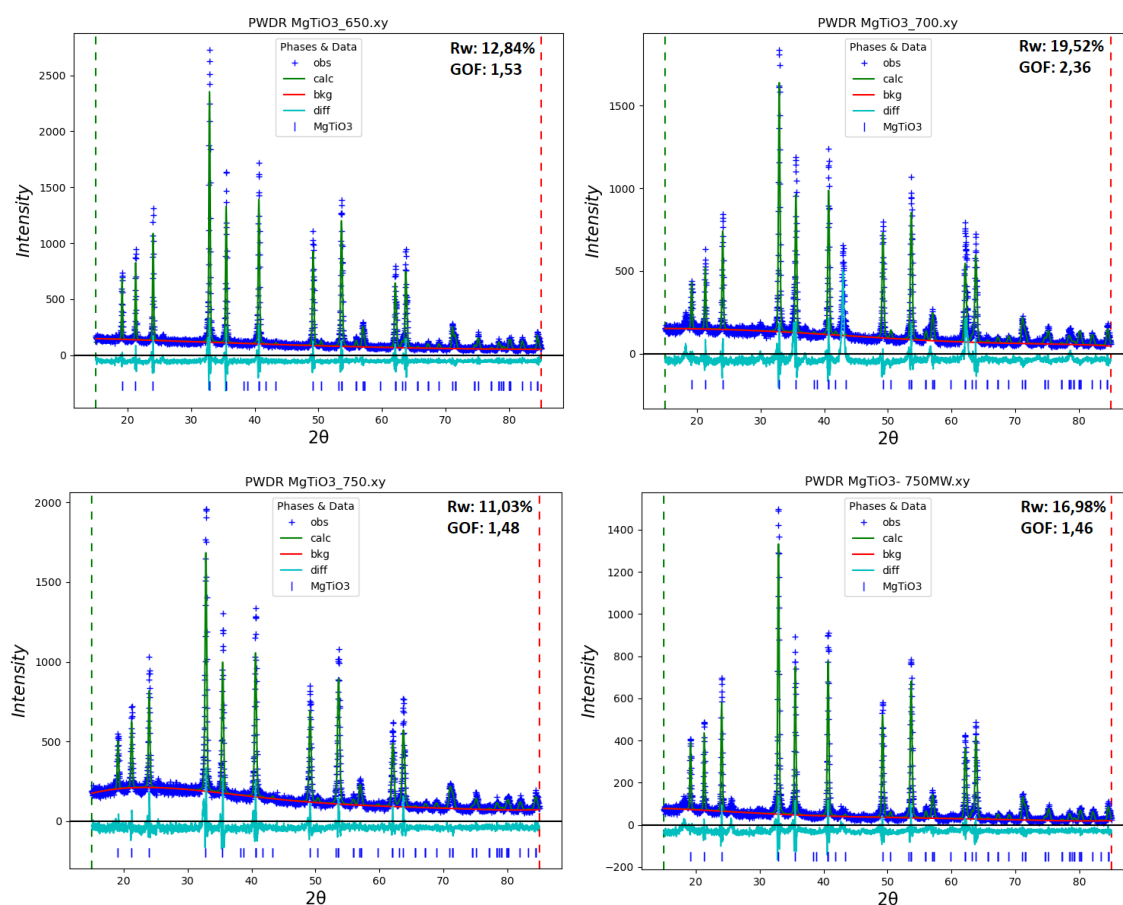 PWDR MgTiO3_650.xy
Rw: 12,84%
GOF: 1,53
Phases & Data
obs
calc
bkg
diff
MgTiO3
2500
2000
1500
1000
500
0
Intensity
20 30 40 50 60 70 80
2θ
PWDR MgTiO3_700.xy
Rw: 19,52%
GOF: 2,36
Phases & Data
obs
calc
bkg
diff
MgTiO3
1500
1000
500
0
Intensity
20 30 40 50 60 70 80
2θ
PWDR MgTiO3_750.xy
Rw: 11,03%
GOF: 1,48
Phases & Data
obs
calc
bkg
diff
MgTiO3
2000
1500
1000
500
0
Intensity
20 30 40 50 60 70 80
2θ
PWDR MgTiO3- 750MW.xy
Rw: 16,98%
GOF: 1,46
Phases & Data
obs
calc
bkg
diff
MgTiO3
1400
1200
1000
800
600
400
200
0
−200
Intensity
20 30 40 50 60 70 80
2θ